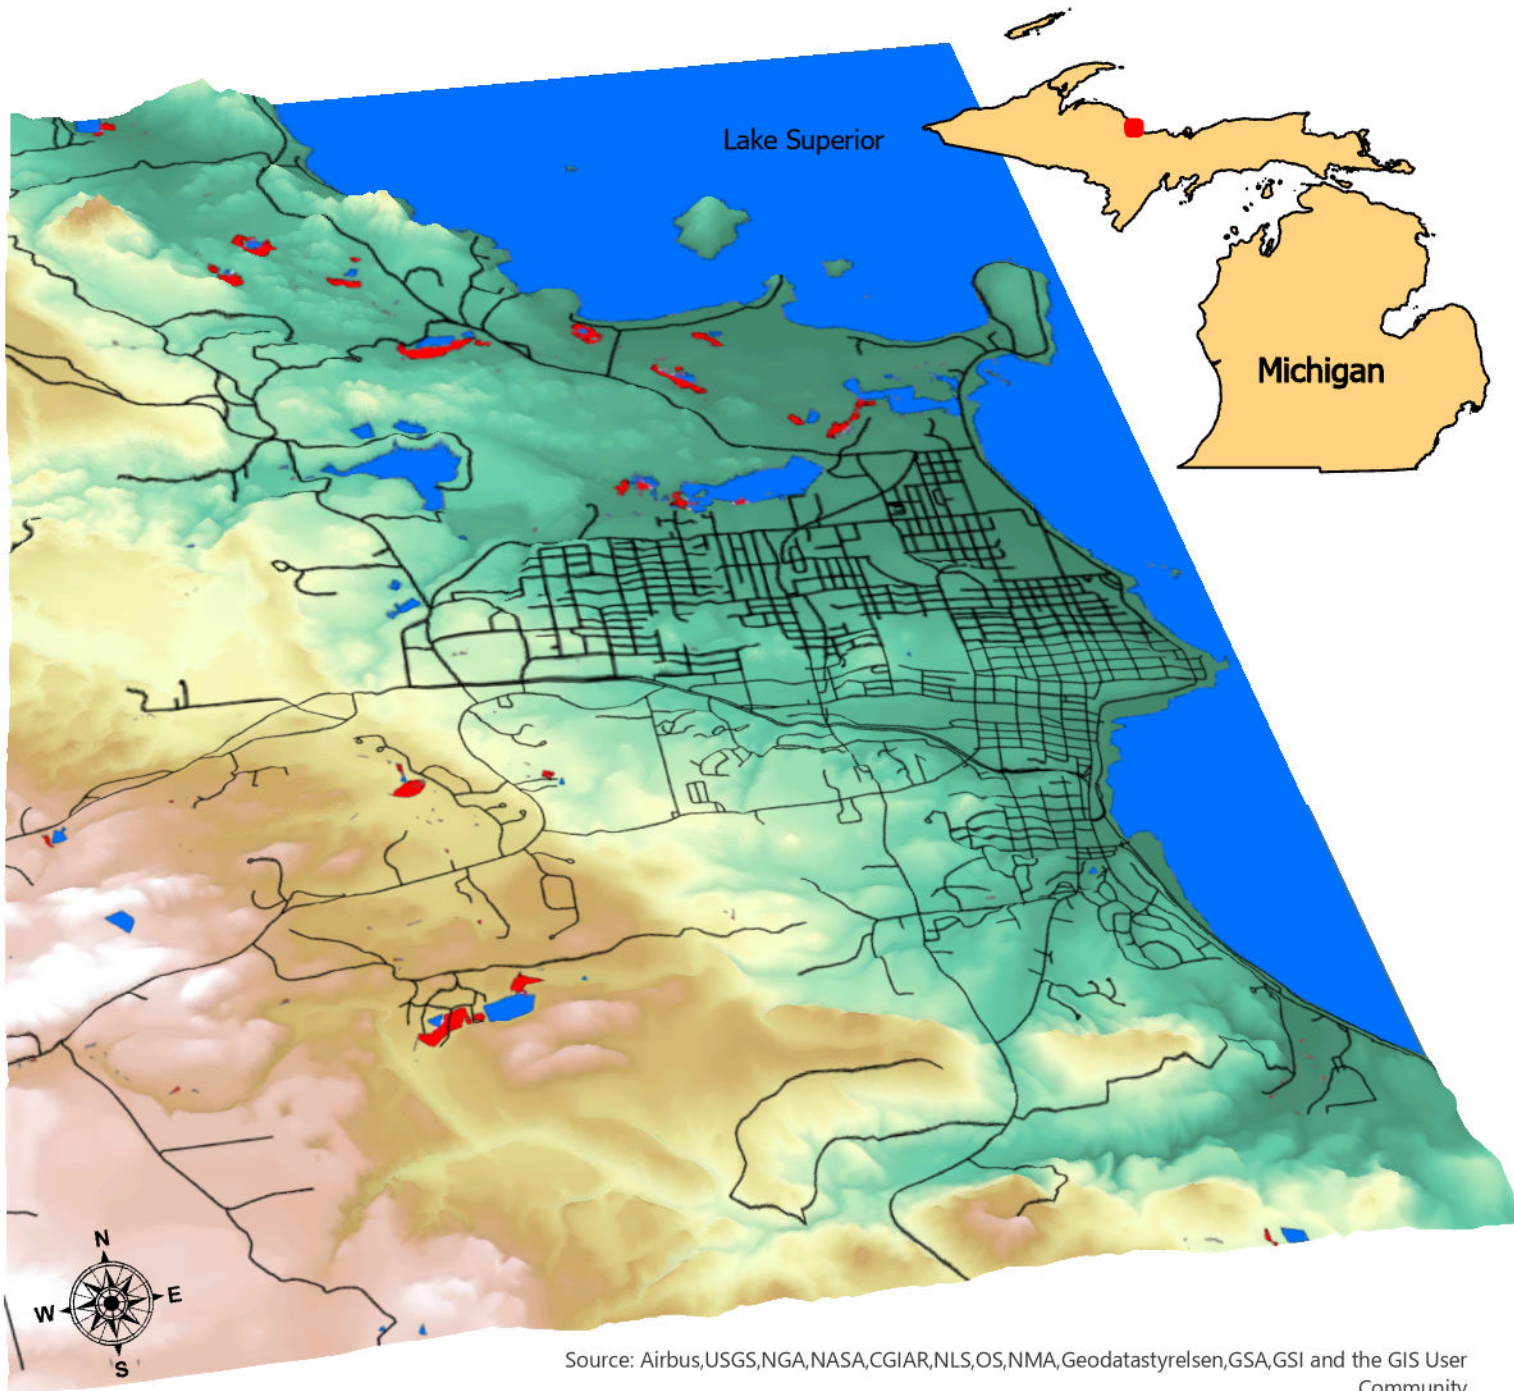 Lake Superior
Michigan
N
W E
S
Source: Airbus,USGS,NGA,NASA,CGIAR,NLS,OS,NMA,Geodatastyrelsen,GSA,GSI and the GIS User
Community